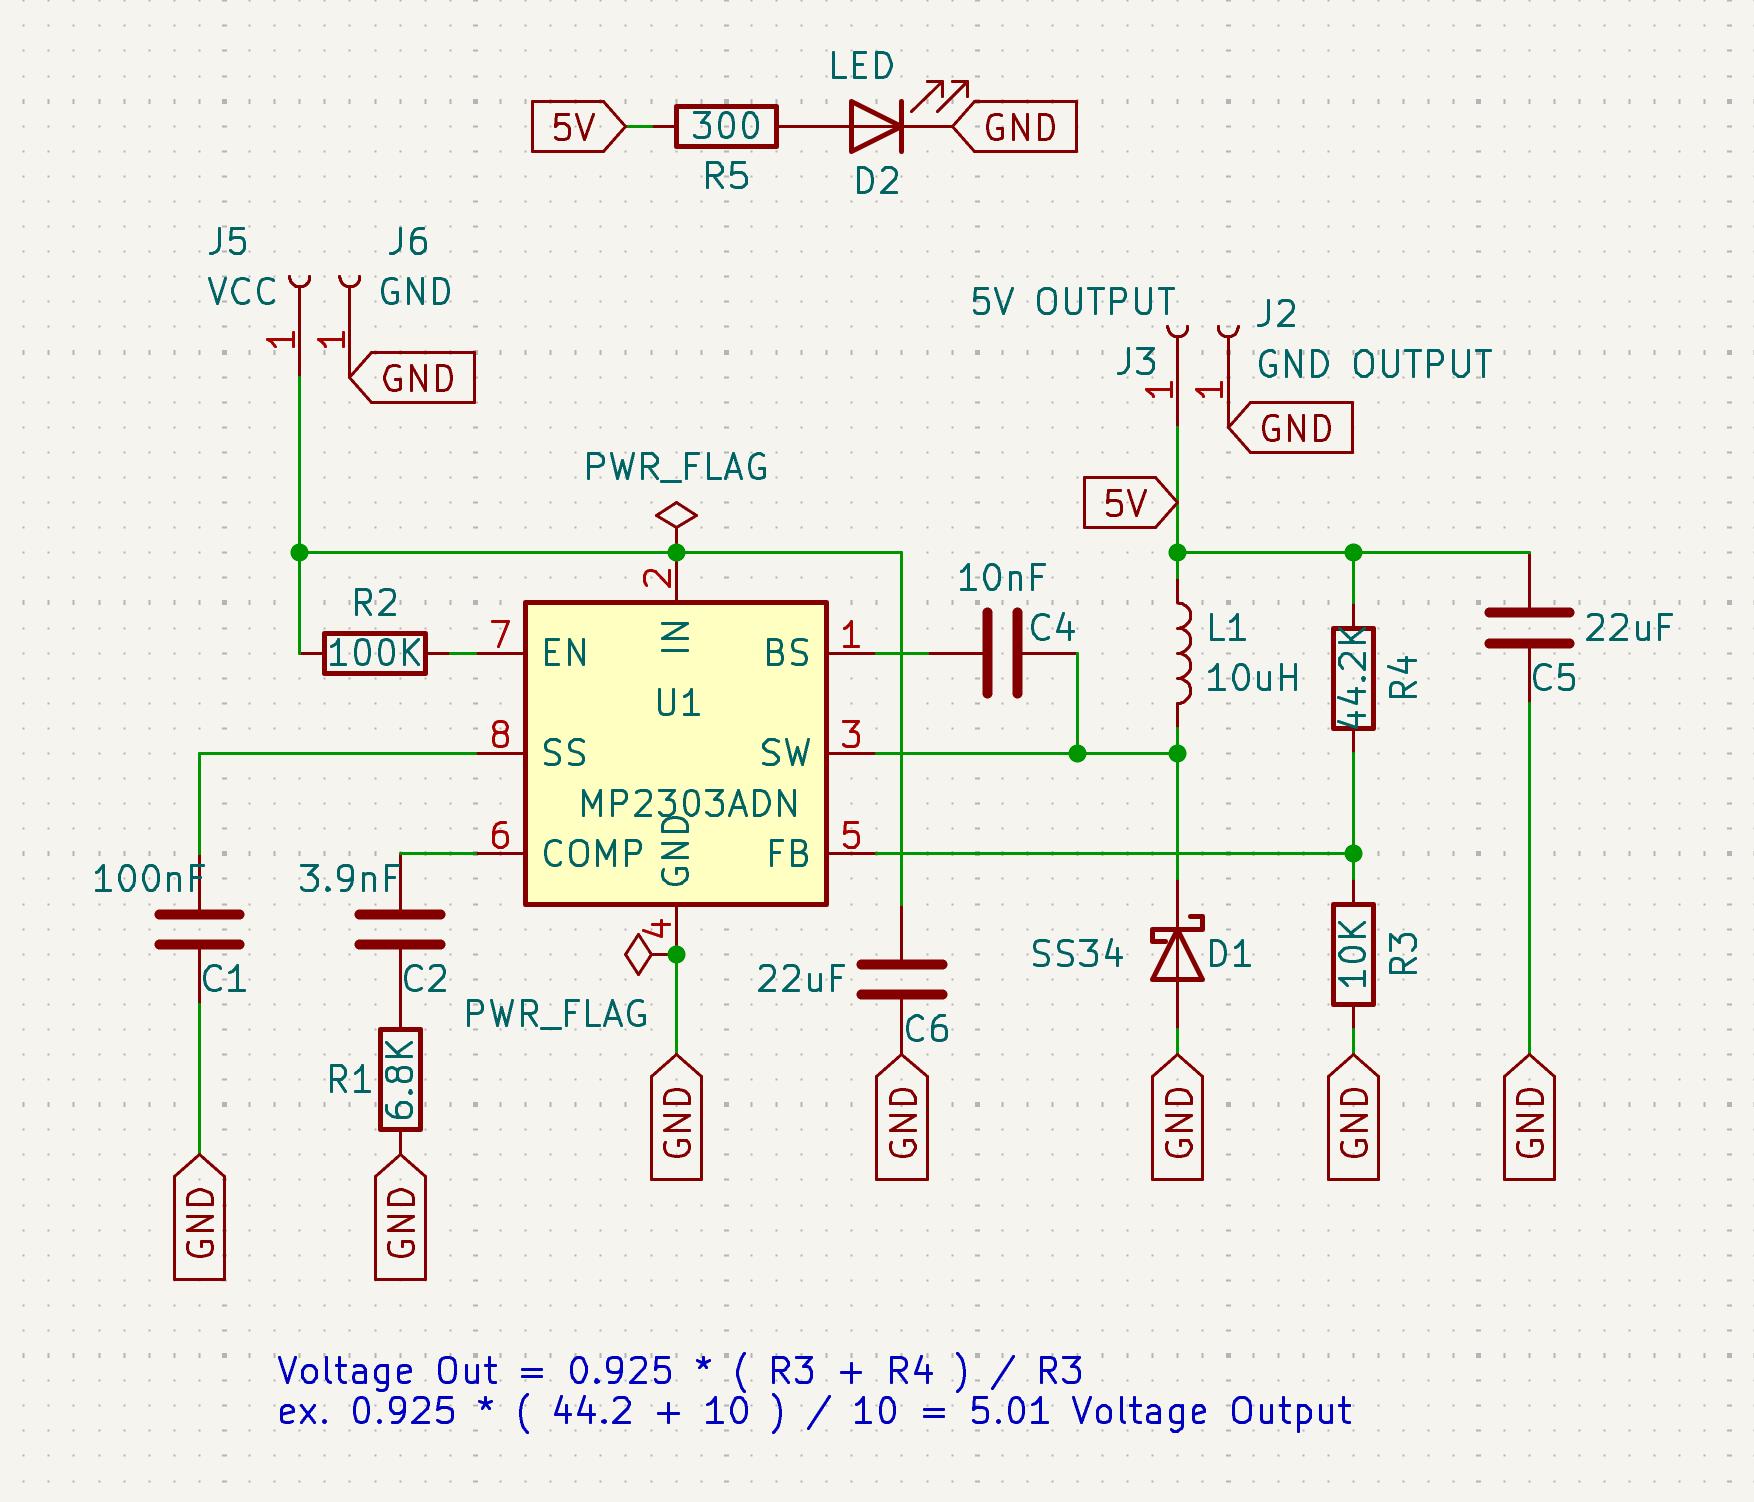 LED
5V
300
GND
R5
D2
J5
J6
VCC
GND
1
1
GND
5V OUTPUT
J2
J3
GND OUTPUT
1
1
GND
PWR_FLAG
5V
2
10nF
R2
100K
7
EN
IN
BS
1
C4
L1
10uH
44.2K
R4
22uF
C5
U1
8
SS
SW
3
MP2303ADN
6
COMP
GND
FB
5
100nF
C1
3.9nF
C2
4
PWR_FLAG
22uF
C6
SS34
D1
10K
R3
R1
6.8K
GND
GND
GND
GND
GND
GND
GND
Voltage Out = 0.925 * ( R3 + R4 ) / R3
ex. 0.925 * ( 44.2 + 10 ) / 10 = 5.01 Voltage Output